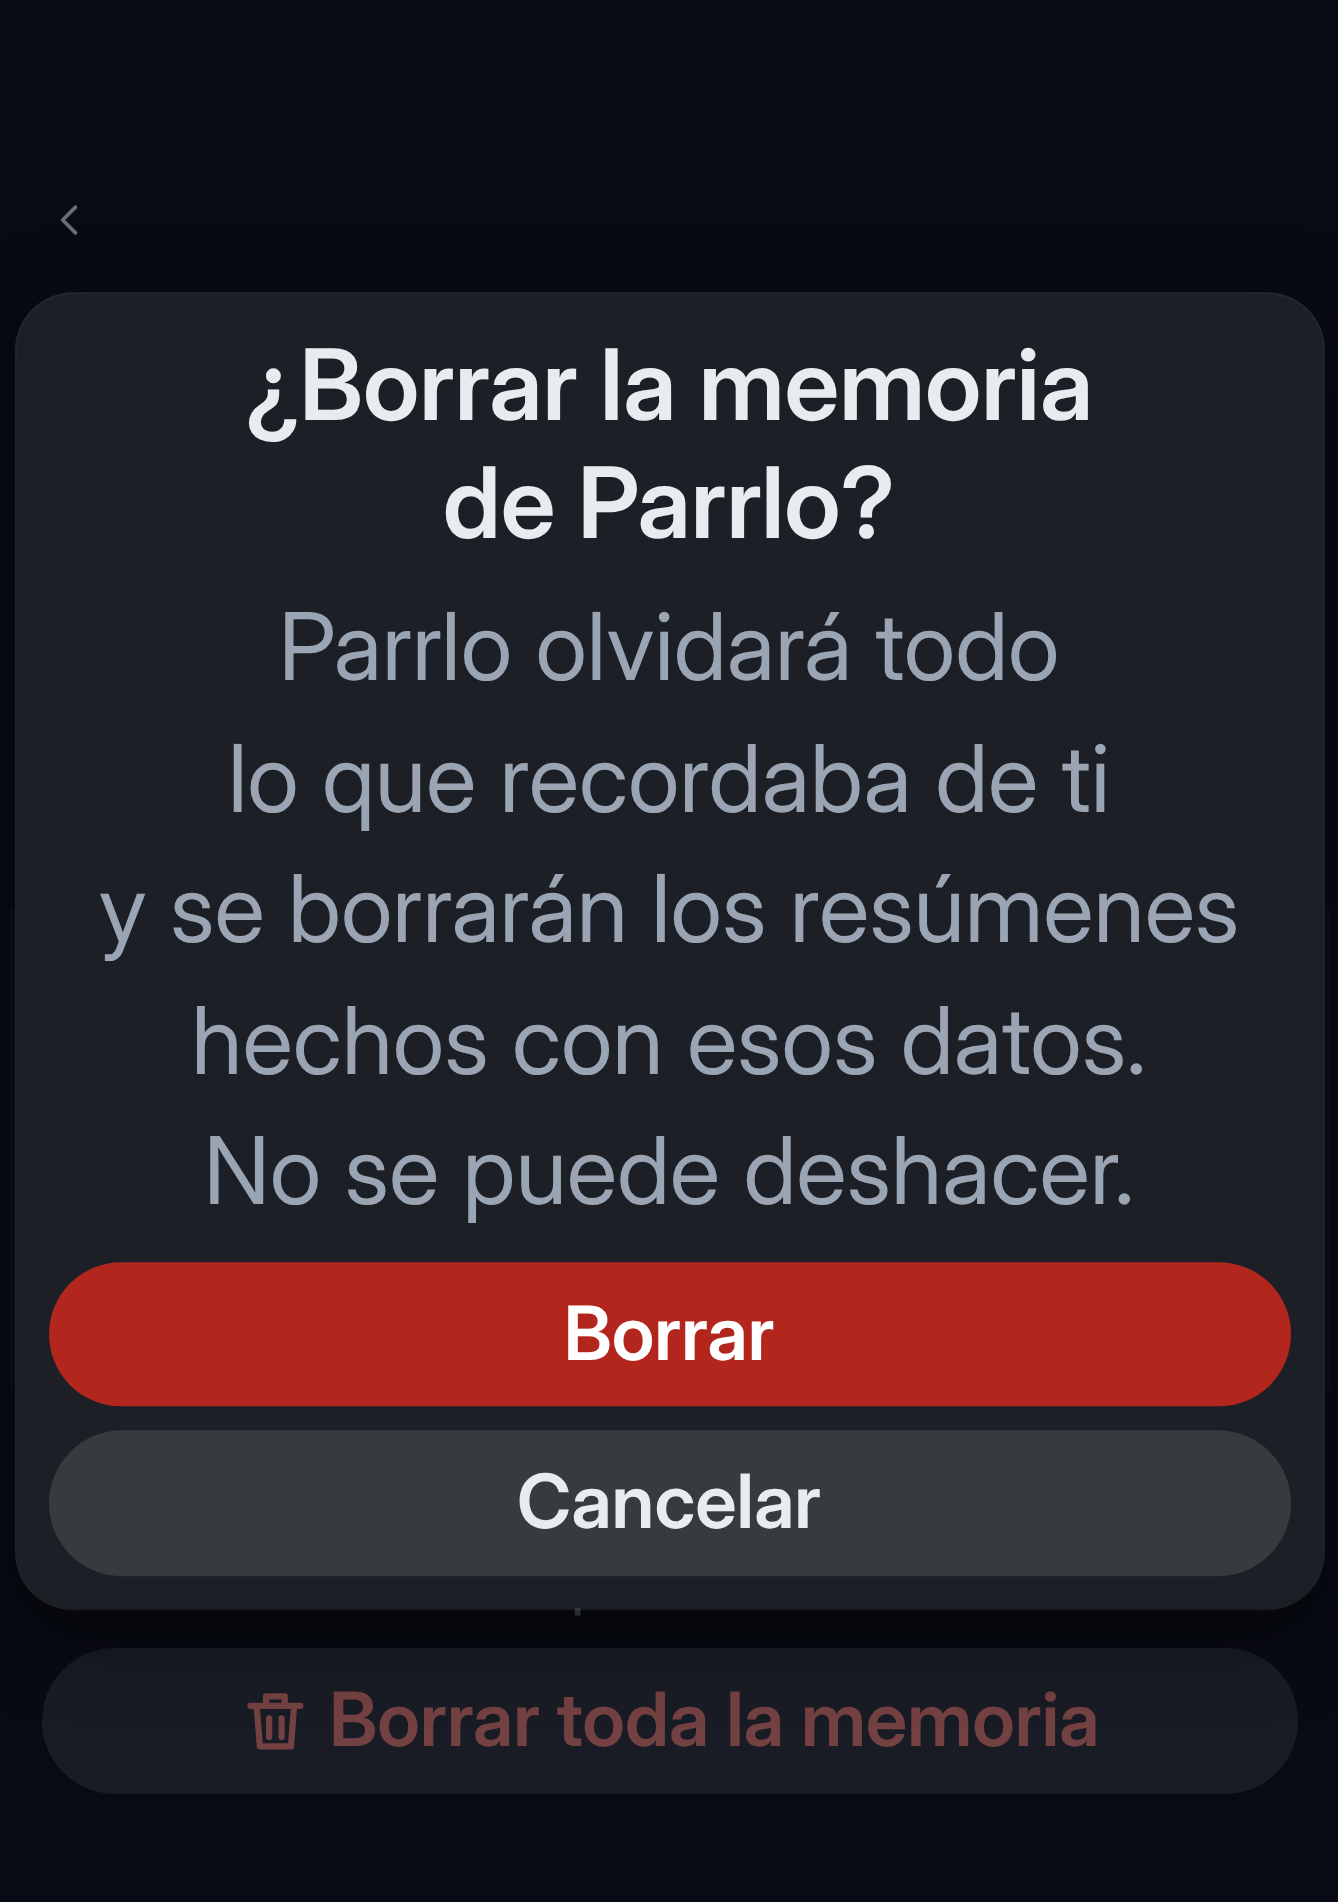 ¿Borrar la memoria
de Parrlo?
Parrlo olvidará todo
lo que recordaba de ti
y se borrarán los resúmenes
hechos con esos datos.
No se puede deshacer.
Borrar
Cancelar
Borrar toda la memoria